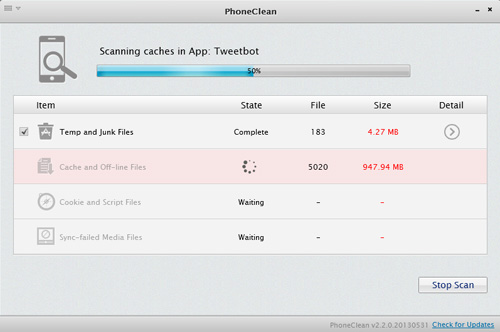 PhoneClean
Scanning caches in App: Tweetbot
50%
Item State File Size Detail
Temp and Junk Files Complete 183 4.27 MB
Cache and Off-line Files 5020 947.94 MB
Cookie and Script Files Waiting - -
Sync-failed Media Files Waiting - -
Stop Scan
PhoneClean v2.2.0.20130531 Check for Updates